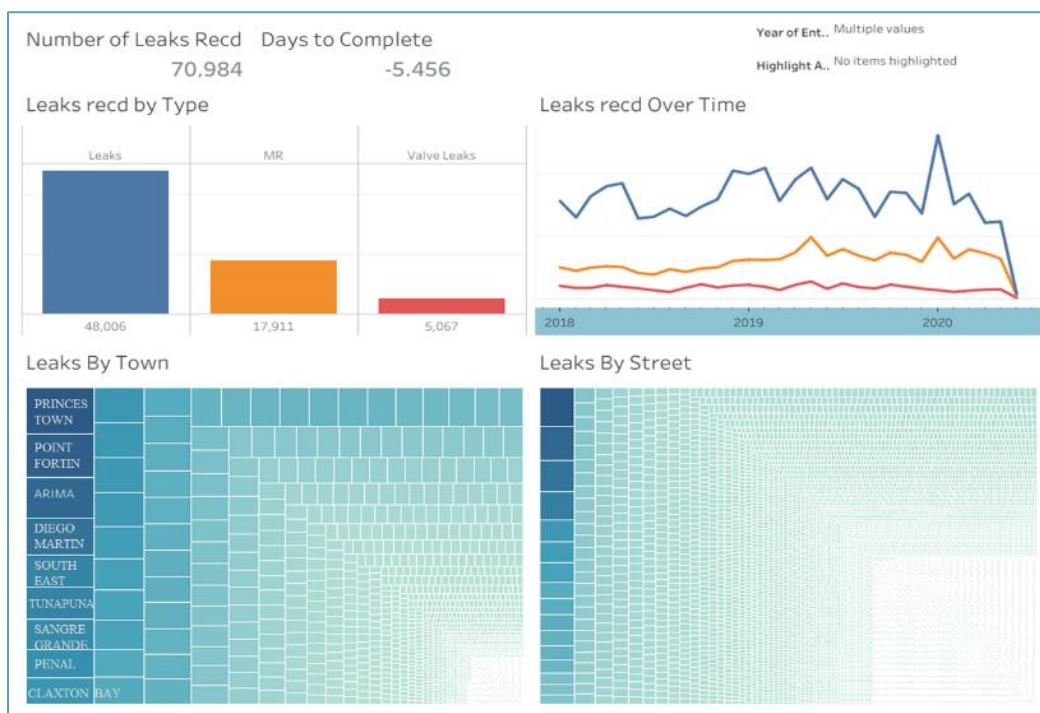 Number of Leaks Recd
Days to Complete
70,984
-5.456
Year of Ent.. Multiple values
Highlight A.. No items highlighted
Leaks recd by Type
Leaks
MR
Valve Leaks
48,006
17,911
5,067
Leaks recd Over Time
2018
2019
2020
Leaks By Town
PRINCES
TOWN
POINT
FORTIN
ARIMA
DIEGO
MARTIN
SOUTH
EAST
TUNAPUNA
SANGRE
GRANDE
PENAL
CLAXTON BAY
Leaks By Street